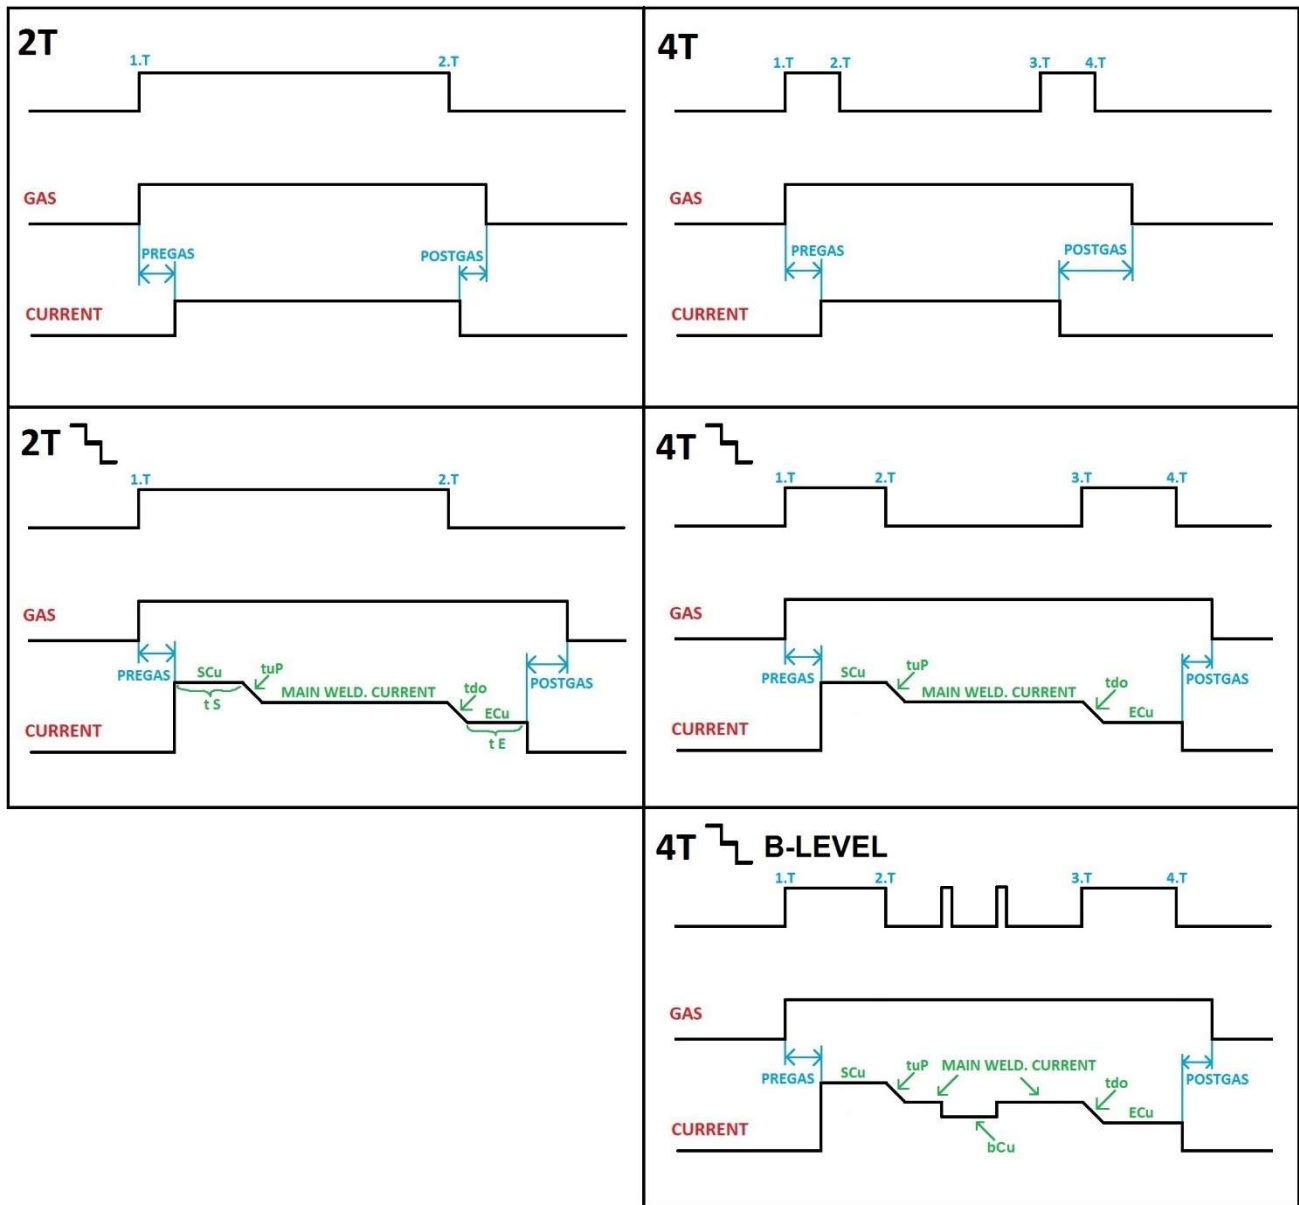 2T
1.T 2.T
GAS
PREGAS POSTGAS
CURRENT
4T
1.T 2.T 3.T 4.T
GAS
PREGAS POSTGAS
CURRENT
2T
1.T 2.T
GAS
PREGAS SCu tuP MAIN WELD. CURRENT tdo POSTGAS
t S ECu
CURRENT t E
4T
1.T 2.T 3.T 4.T
GAS
PREGAS SCu tuP MAIN WELD. CURRENT tdo POSTGAS
ECu
CURRENT
4T B-LEVEL
1.T 2.T 3.T 4.T
GAS
PREGAS SCu tuP MAIN WELD. CURRENT tdo POSTGAS
ECu
CURRENT bCu